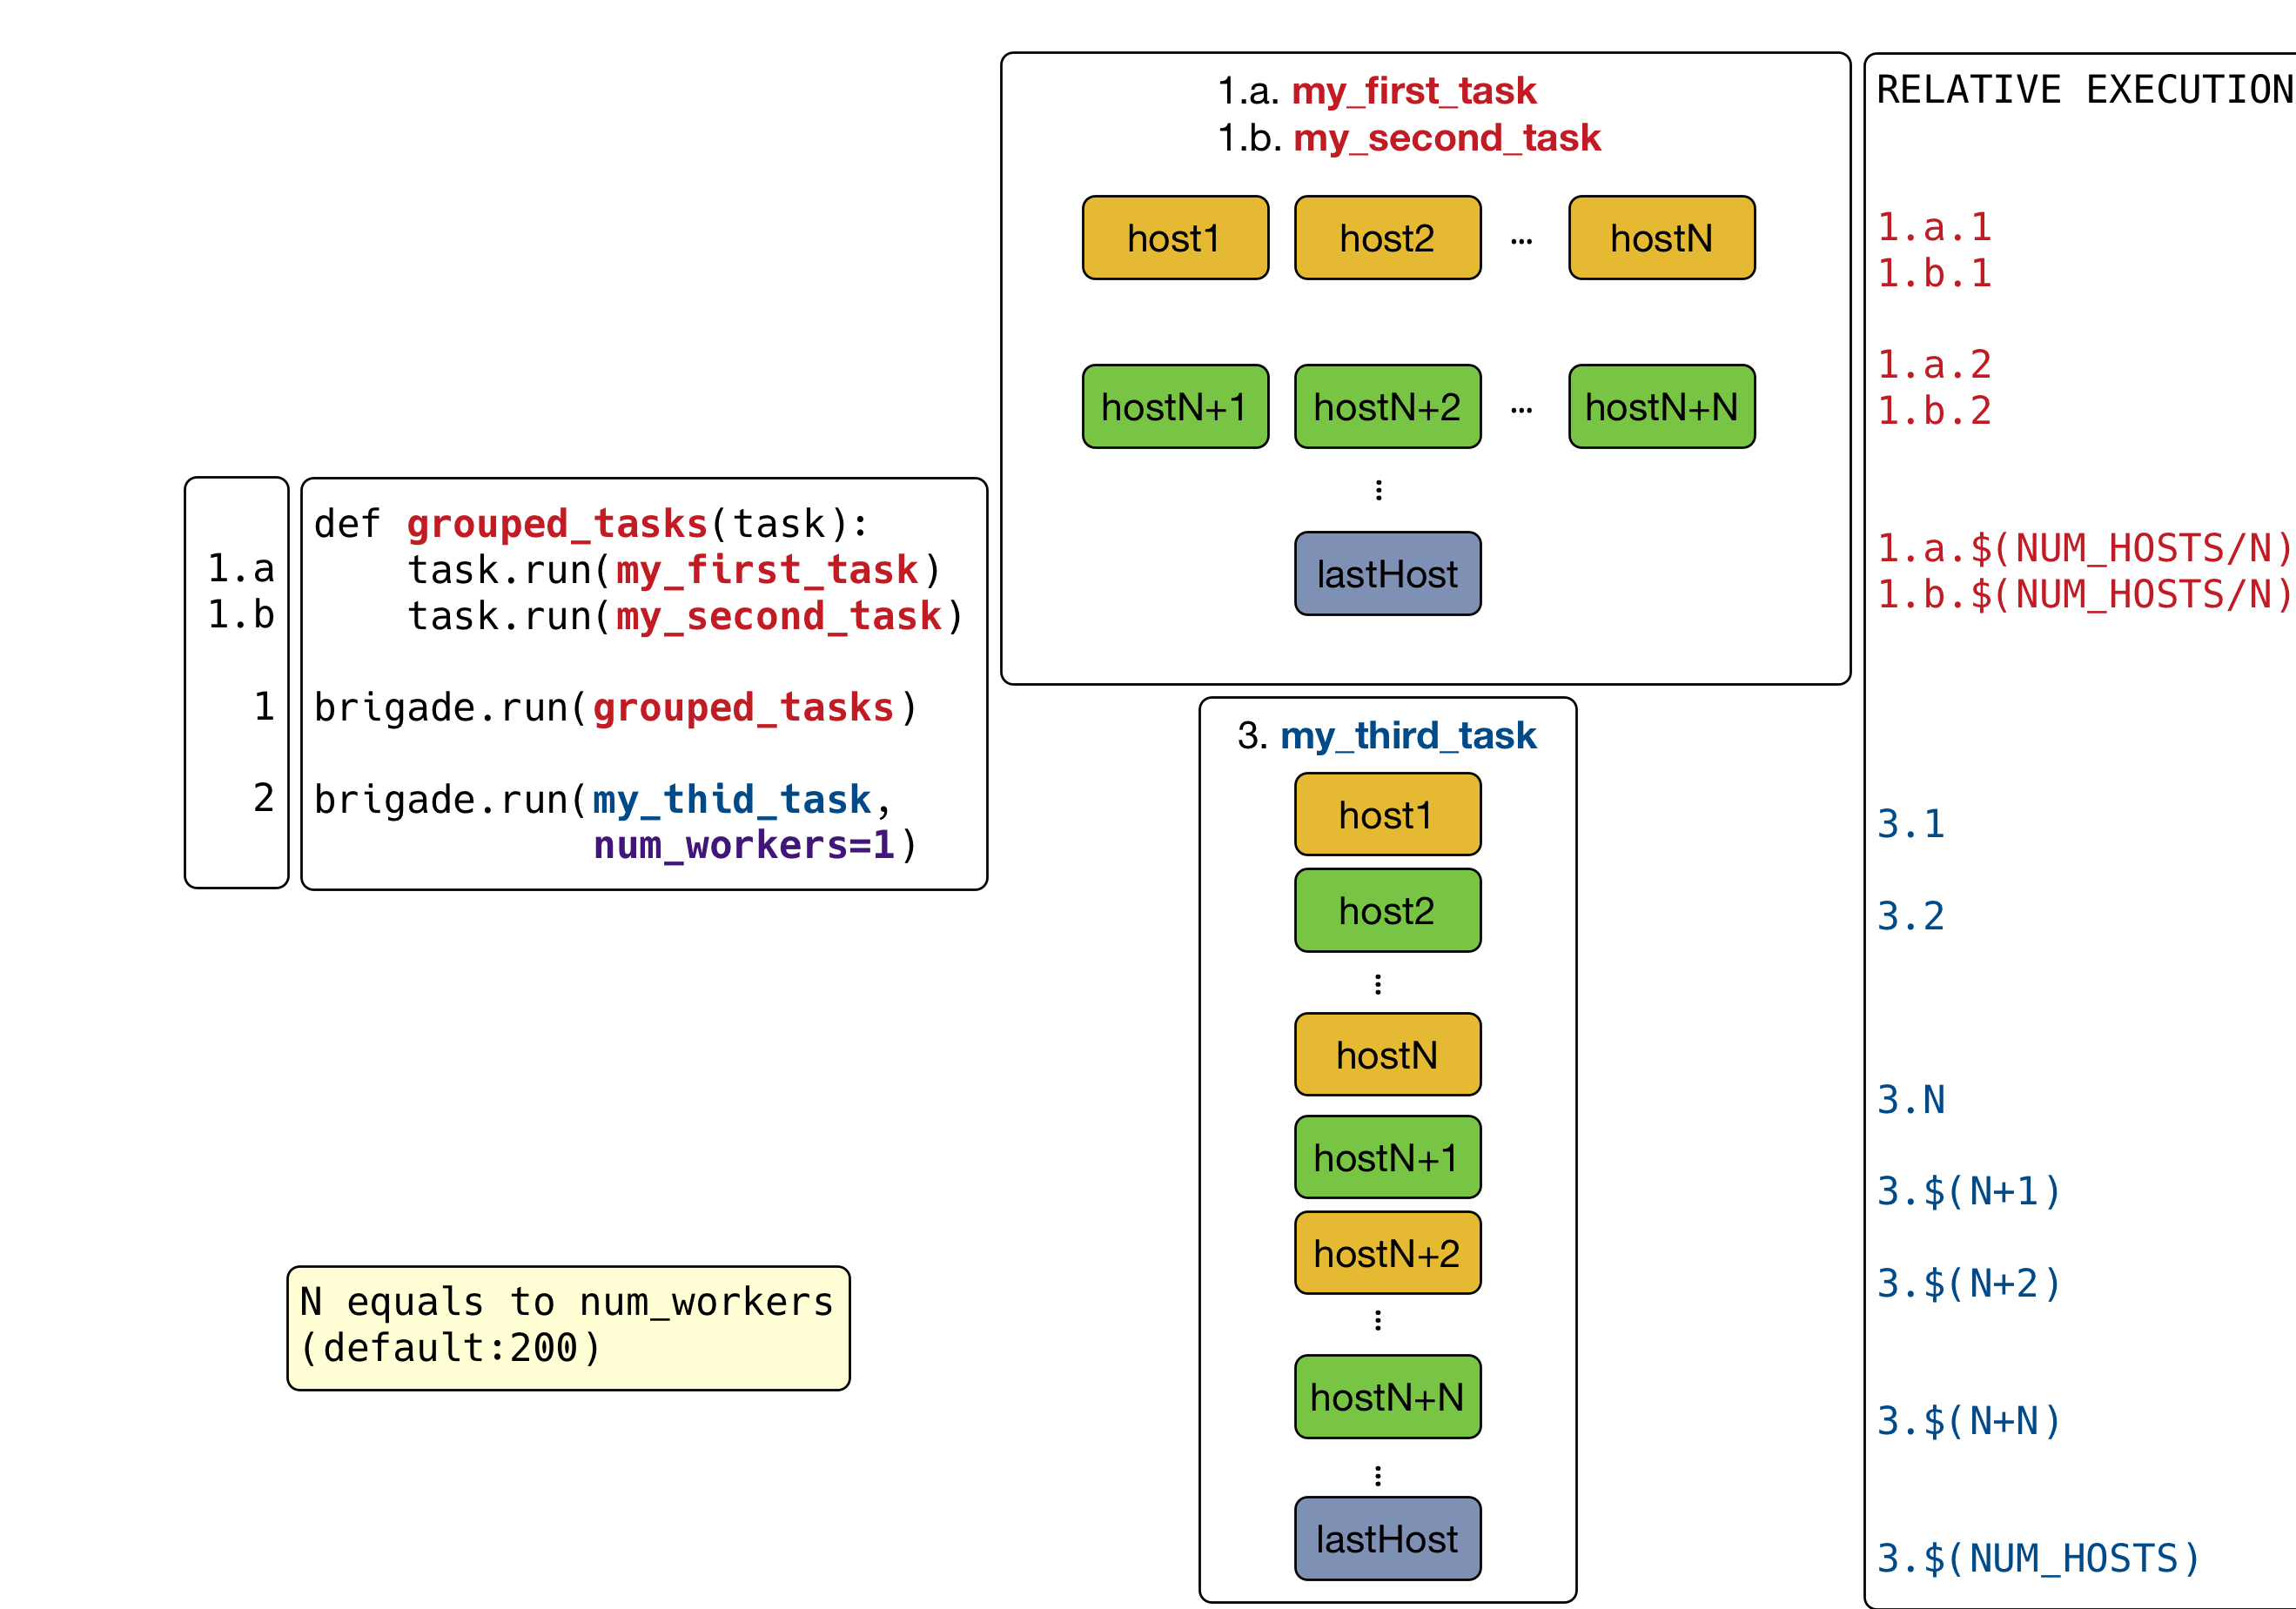 1.a. my_first_task
1.b. my_second_task
host1 host2 ... hostN
hostN+1 hostN+2 ... hostN+N
...
lastHost
RELATIVE EXECUTION
1.a.1
1.b.1
1.a.2
1.b.2
1.a.$(NUM_HOSTS/N)
1.b.$(NUM_HOSTS/N)
1.a
1.b
1
2
def grouped_tasks(task):
task.run(my_first_task)
task.run(my_second_task)
brigade.run(grouped_tasks)
brigade.run(my_thid_task,
num_workers=1)
3. my_third_task
host1
host2
...
hostN
hostN+1
hostN+2
...
hostN+N
...
lastHost
3.1
3.2
3.N
3.$(N+1)
3.$(N+2)
3.$(N+N)
3.$(NUM_HOSTS)
N equals to num_workers
(default:200)